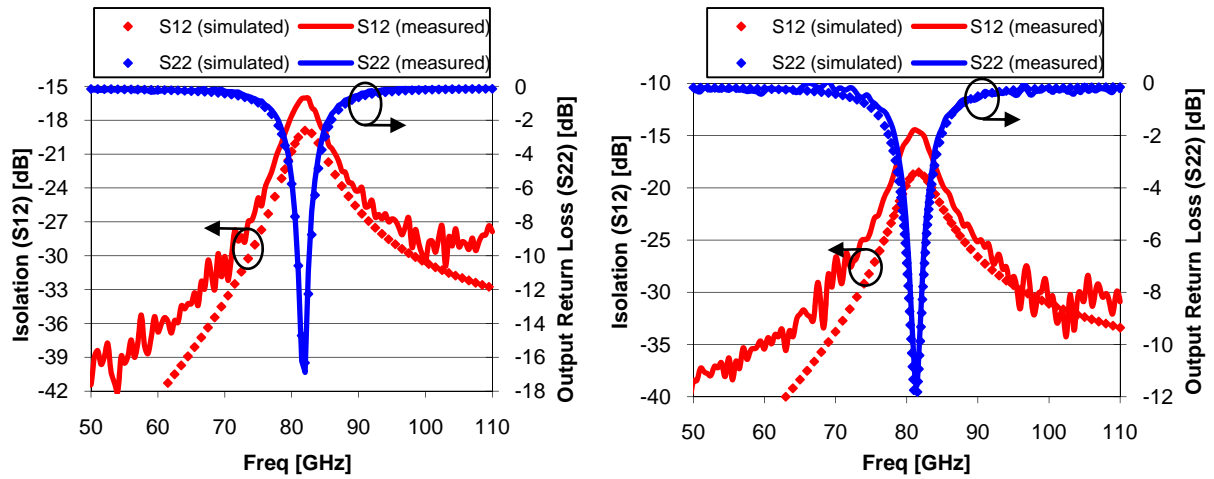 S12 (simulated) S12 (measured)
S22 (simulated) S22 (measured)
-15
-18
-21
-24
-27
-30
-33
-36
-39
-42
Isolation (S12) [dB]
0
-2
-4
-6
-8
-10
-12
-14
-16
-18
Output Return Loss (S22) [dB]
50 60 70 80 90 100 110
Freq [GHz]
S12 (simulated) S12 (measured)
S22 (simulated) S22 (measured)
-10
-15
-20
-25
-30
-35
-40
Isolation (S12) [dB]
0
-2
-4
-6
-8
-10
-12
Output Return Loss (S22) [dB]
50 60 70 80 90 100 110
Freq [GHz]